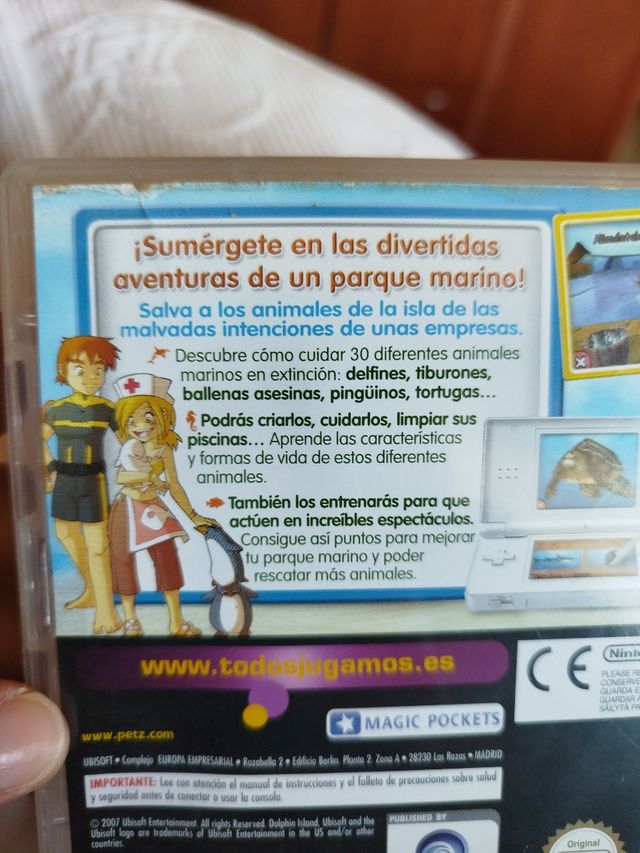 ¡Sumérgete en las divertidas
aventuras de un parque marino!
Salva a los animales de la isla de las
malvadas intenciones de unas empresas.
Descubre cómo cuidar 30 diferentes animales
marinos en extinción: delfines, tiburones,
ballenas asesinas, pingüinos, tortugas...
Podrás criarlos, cuidarlos, limpiar sus
piscinas... Aprende las características
y formas de vida de estos diferentes
animales.
También los entrenarás para que
actúen en increíbles espectáculos.
Consigue así puntos para mejorar
tu parque marino y poder
rescatar más animales.
www.todosjugamos.es
CE
www.petz.com
MAGIC POCKETS
UBISOFT • Complejo EUROPA EMPRESARIAL • Rozabella 2 • Edificio Berlín. Planta 2. Zona A • 28230 Las Rozas • MADRID
IMPORTANTE: Lee con atención el manual de instrucciones y el folleto de precauciones sobre salud
y seguridad antes de conectar o usar la consola.
© 2007 Ubisoft Entertainment. All rights Reserved. Dolphin Island, Ubisoft and the
Ubisoft logo are trademarks of Ubisoft Entertainment in the US and/or other
countries.
PUBLISHED BY
Original